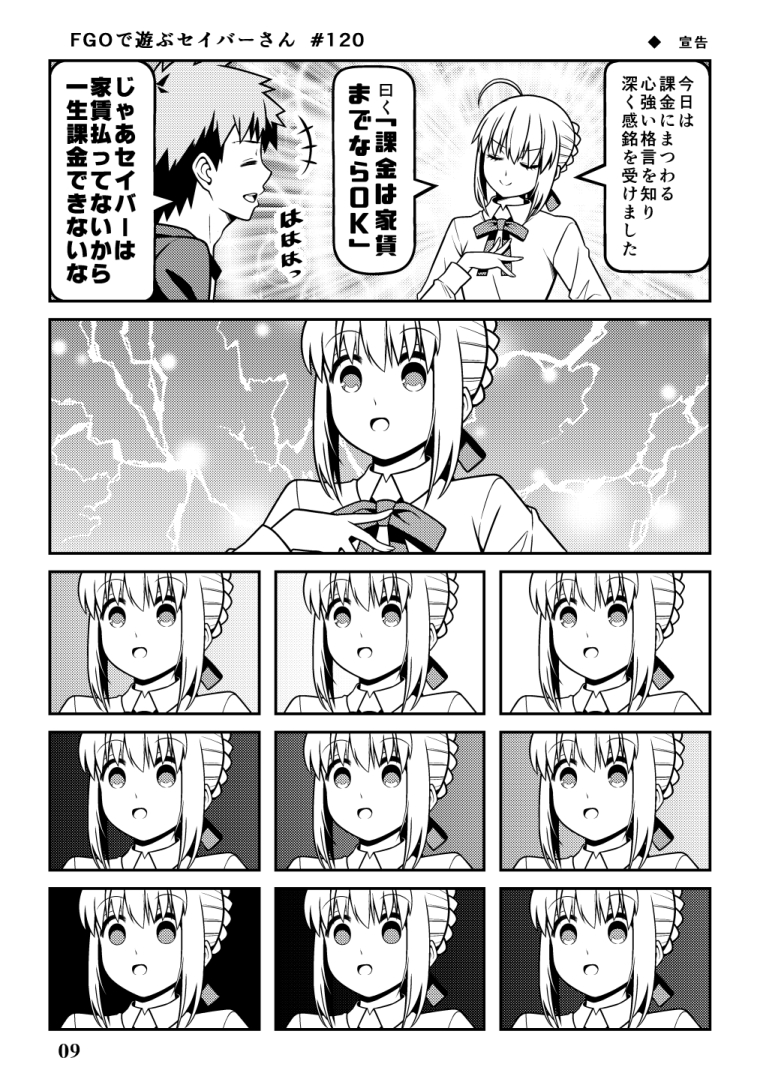 FGOで遊ぶセイバーさん #120
◆ 宣告
今日は
課金にまつわる
心強い格言を知り
深く感銘を受けました
曰く『課金は家賃
までならOK』
はははっ
じゃあセイバーは
家賃払ってないから
一生課金できないな
09